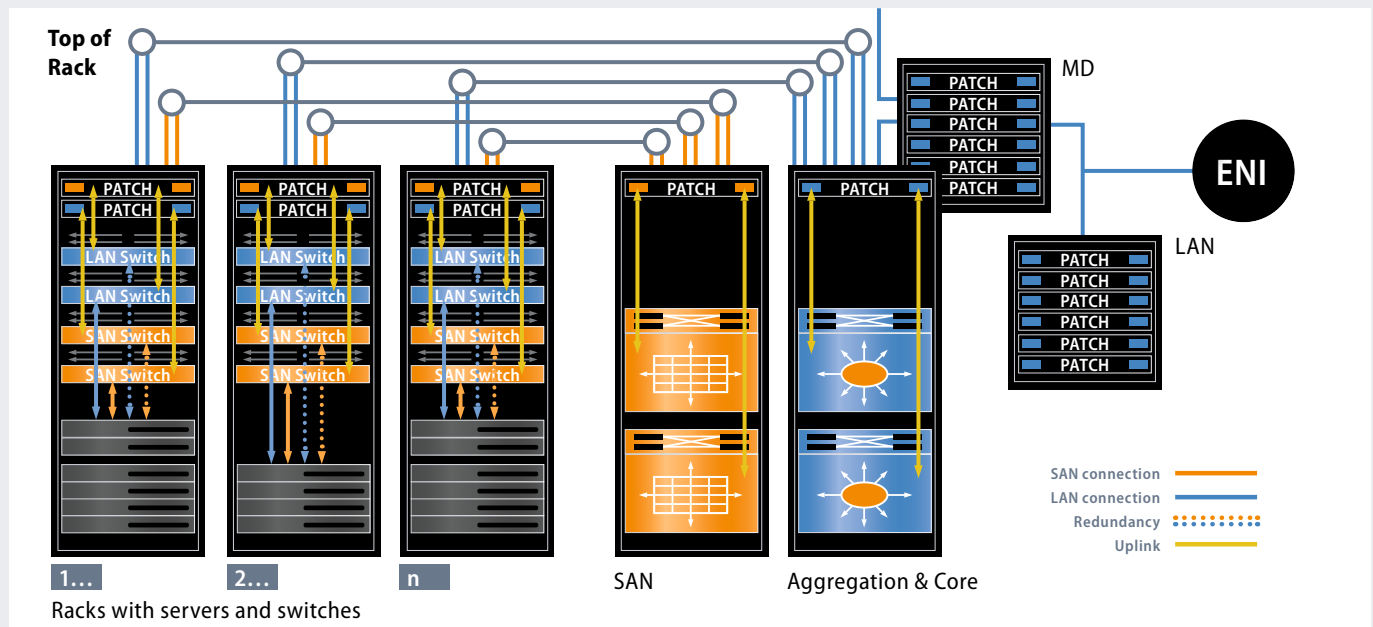 Top of
Rack
MD
PATCH
PATCH
PATCH
PATCH
PATCH
PATCH
ENI
PATCH
PATCH
LAN Switch
LAN Switch
SAN Switch
SAN Switch
PATCH
PATCH
LAN Switch
LAN Switch
SAN Switch
SAN Switch
PATCH
PATCH
LAN Switch
LAN Switch
SAN Switch
SAN Switch
PATCH
PATCH
LAN
PATCH
PATCH
PATCH
PATCH
PATCH
PATCH
SAN connection
LAN connection
Redundancy
Uplink
1...
2...
n
SAN
Aggregation & Core
Racks with servers and switches